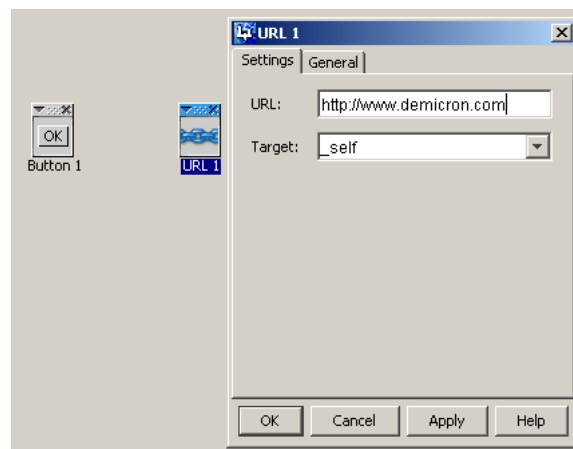 URL 1
Settings General
URL: http://www.demicron.com
Target: _self
OK
Button 1
URL 1
OK Cancel Apply Help